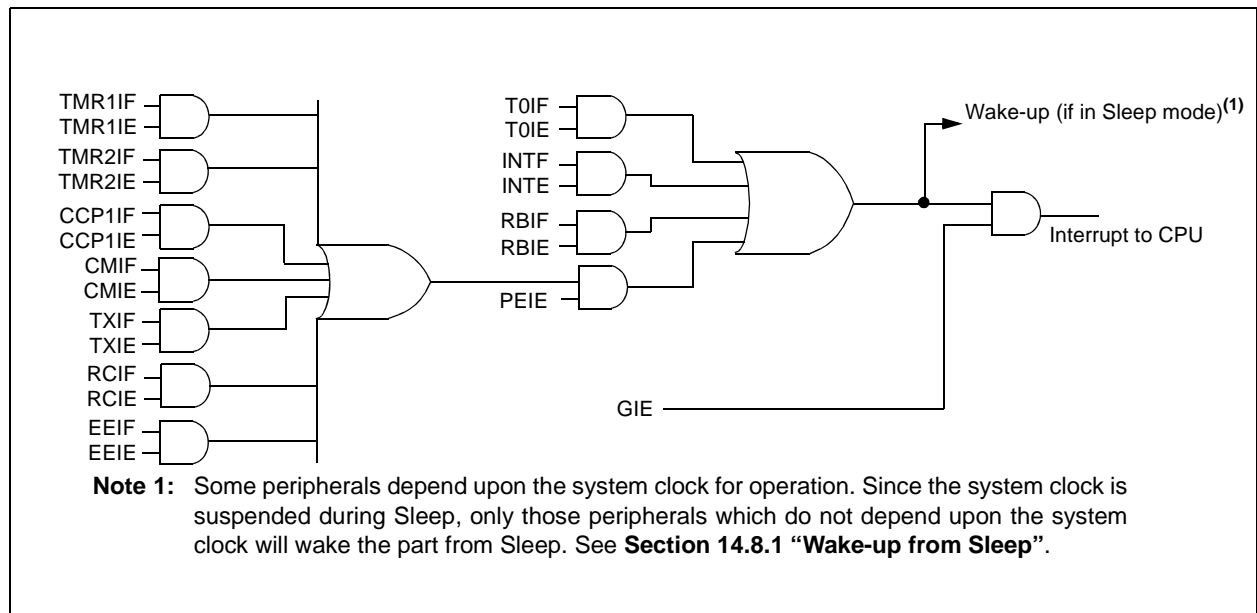 TMR1IF
TMR1IE
TMR2IF
TMR2IE
CCP1IF
CCP1IE
CMIF
CMIE
TXIF
TXIE
RCIF
RCIE
EEIF
EEIE
T0IF
T0IE
INTF
INTE
RBIF
RBIE
PEIE
GIE
Wake-up (if in Sleep mode)(1)
Interrupt to CPU
Note 1: Some peripherals depend upon the system clock for operation. Since the system clock is
suspended during Sleep, only those peripherals which do not depend upon the system
clock will wake the part from Sleep. See Section 14.8.1 “Wake-up from Sleep”.